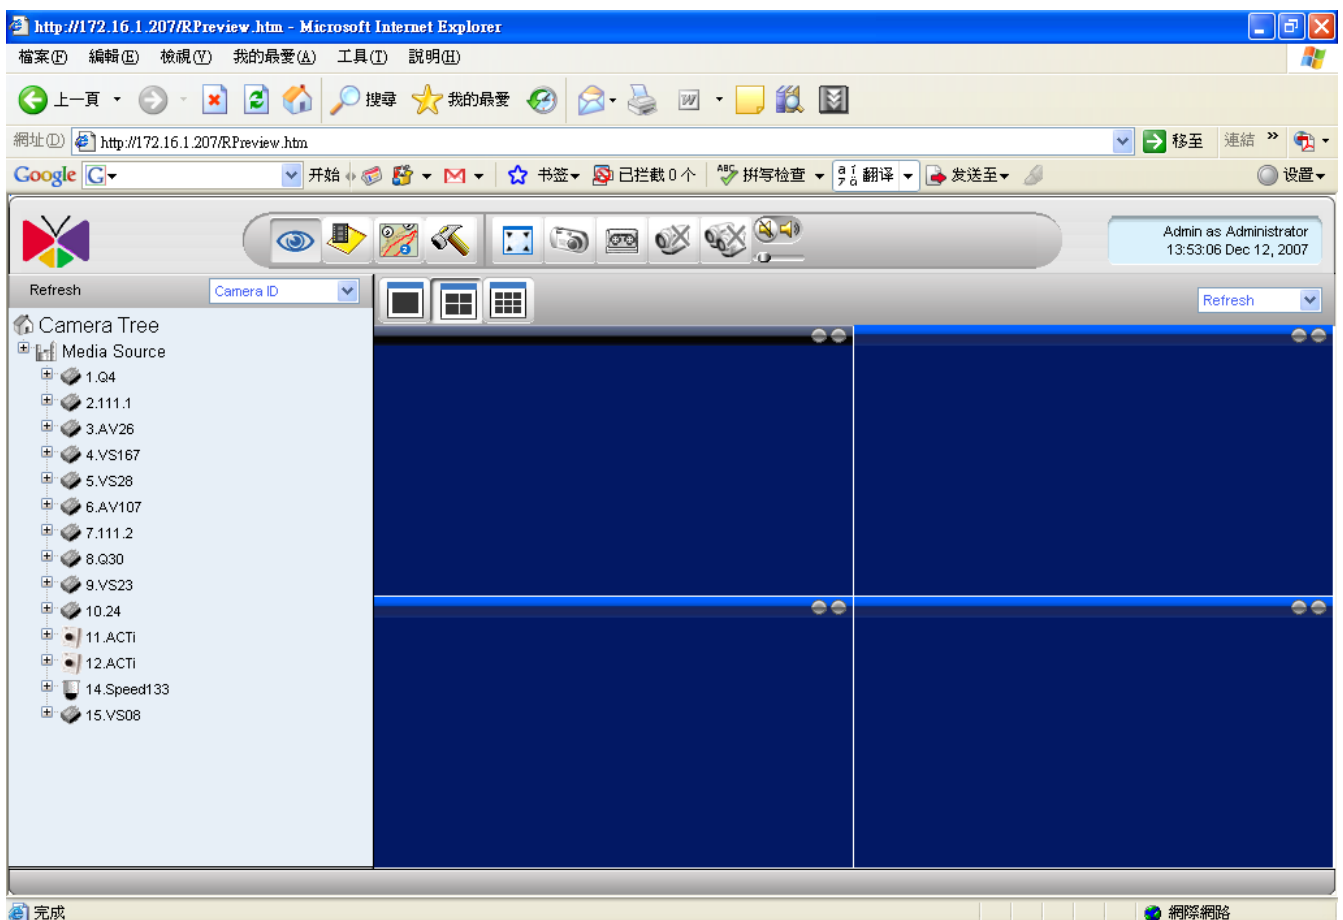 http://172.16.1.207/RPreview.htm - Microsoft Internet Explorer
檔案(F) 編輯(E) 檢視(V) 我的最愛(A) 工具(T) 說明(H)
上一頁 搜尋 我的最愛
網址(D) http://172.16.1.207/RPreview.htm 移至 連結 »
Google G 开始 书签 已拦截 0 个 ABC 拼写检查 翻译 发送至 设置
Admin as Administrator
13:53:06 Dec 12, 2007
Refresh Camera ID Refresh
Camera Tree
Media Source
1.Q4
2.111.1
3.AV26
4.VS167
5.VS28
6.AV107
7.111.2
8.Q30
9.VS23
10.24
11.ACTi
12.ACTi
14.Speed133
15.VS08
完成 網際網路